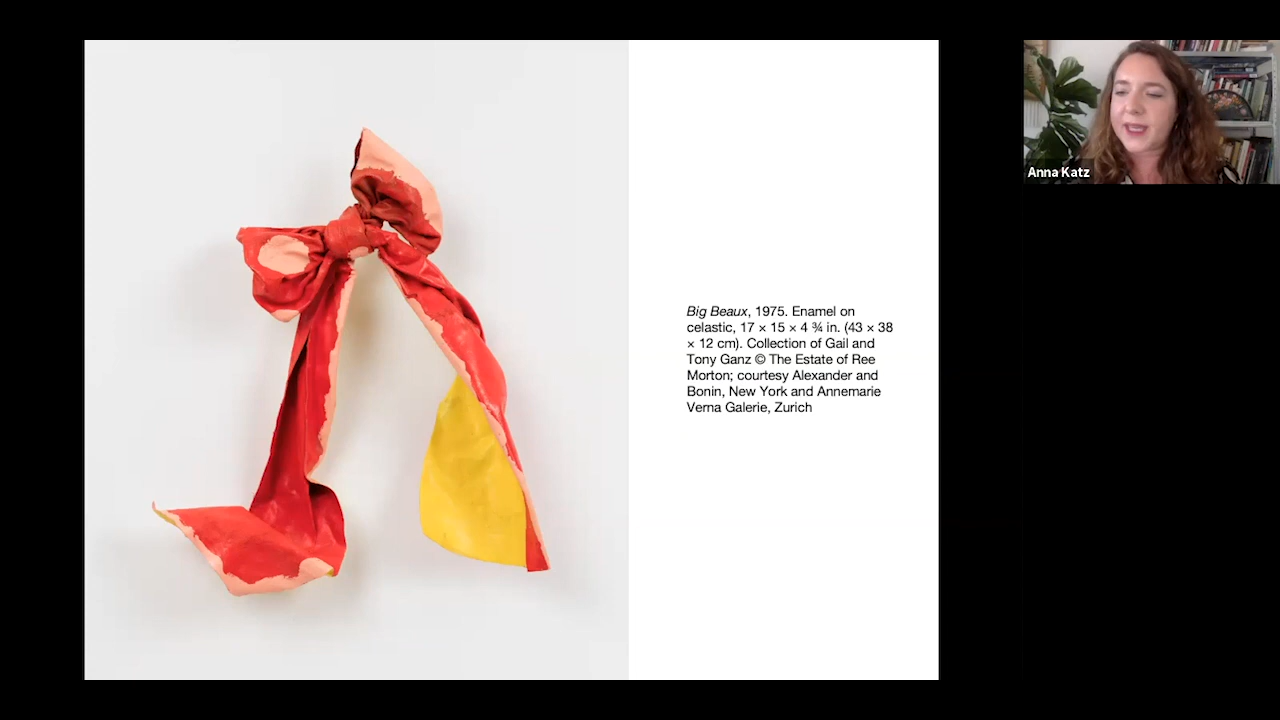 Big Beaux, 1975. Enamel on
celastic, 17 × 15 × 4 ¾ in. (43 × 38
× 12 cm). Collection of Gail and
Tony Ganz © The Estate of Ree
Morton; courtesy Alexander and
Bonin, New York and Annemarie
Verna Galerie, Zurich
Anna Katz